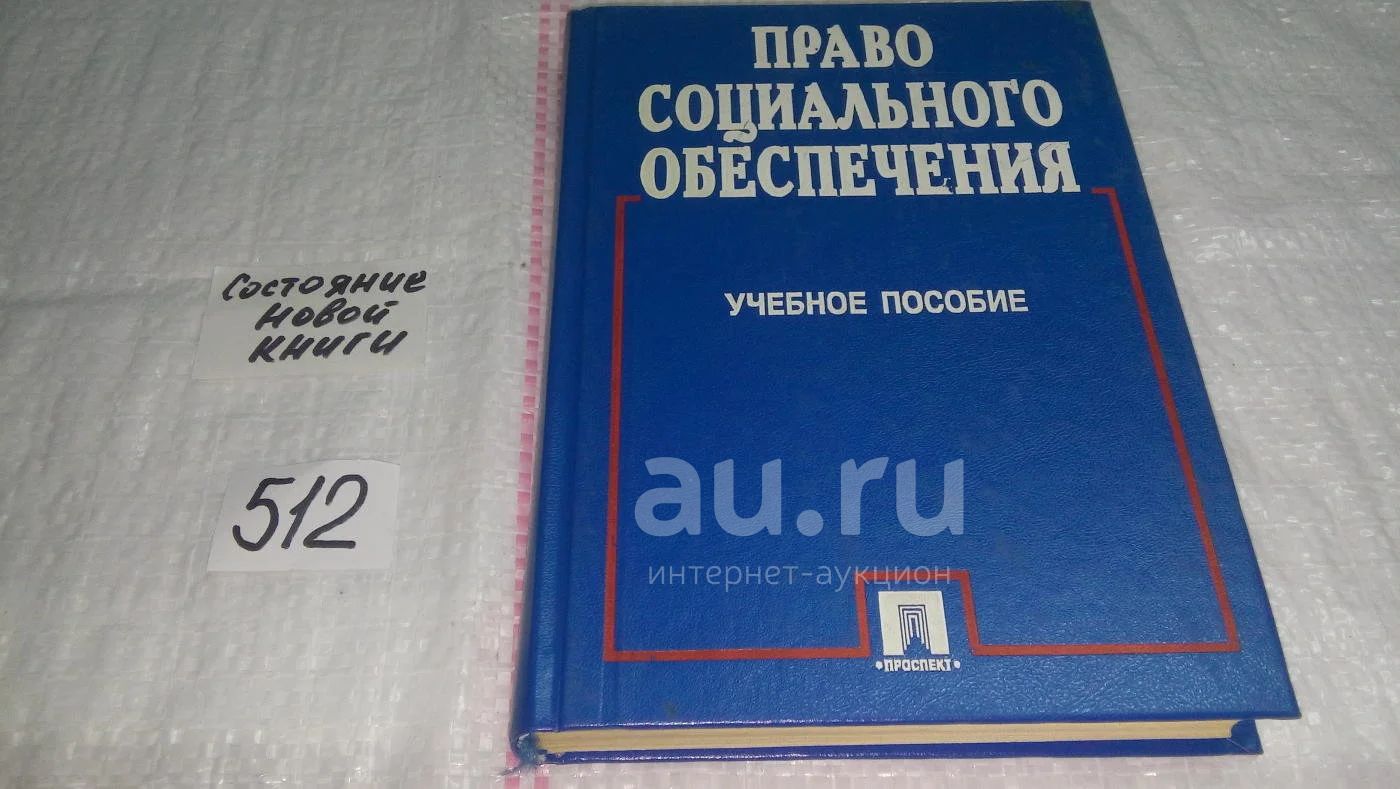 ПРАВО
СОЦИАЛЬНОГО
ОБЕСПЕЧЕНИЯ
УЧЕБНОЕ ПОСОБИЕ
Состояние
новой
книги
512
au.ru
интернет-аукцион
•ПРОСПЕКТ•